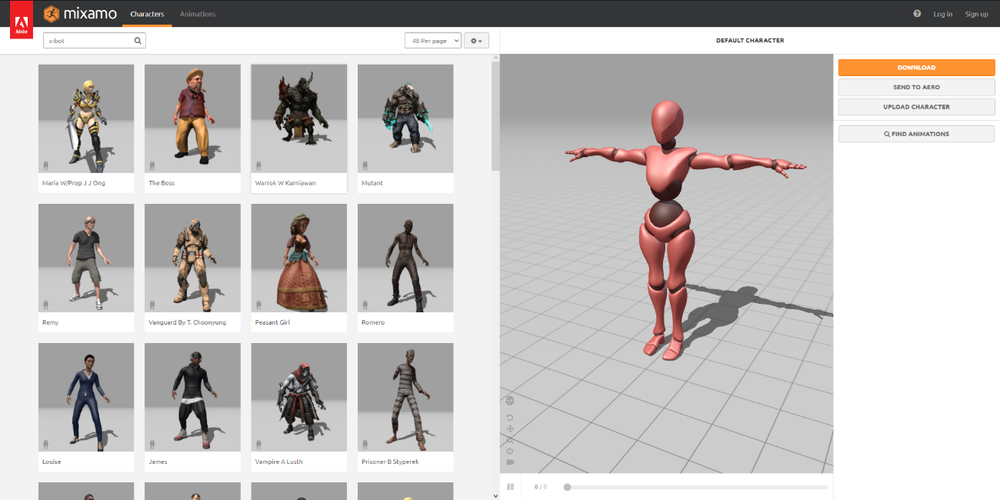 Adobe
mixamo
Characters
Animations
Log in
Sign up
x-bot
48 Per page
DEFAULT CHARACTER
DOWNLOAD
SEND TO AERO
UPLOAD CHARACTER
FIND ANIMATIONS
Maria W/Prop J J Ong
The Boss
Warrok W Kurniawan
Mutant
Remy
Vanguard By T. Choonyung
Peasant Girl
Romero
Louise
James
Vampire A Lusth
Prisoner B Styperek
0 / 0